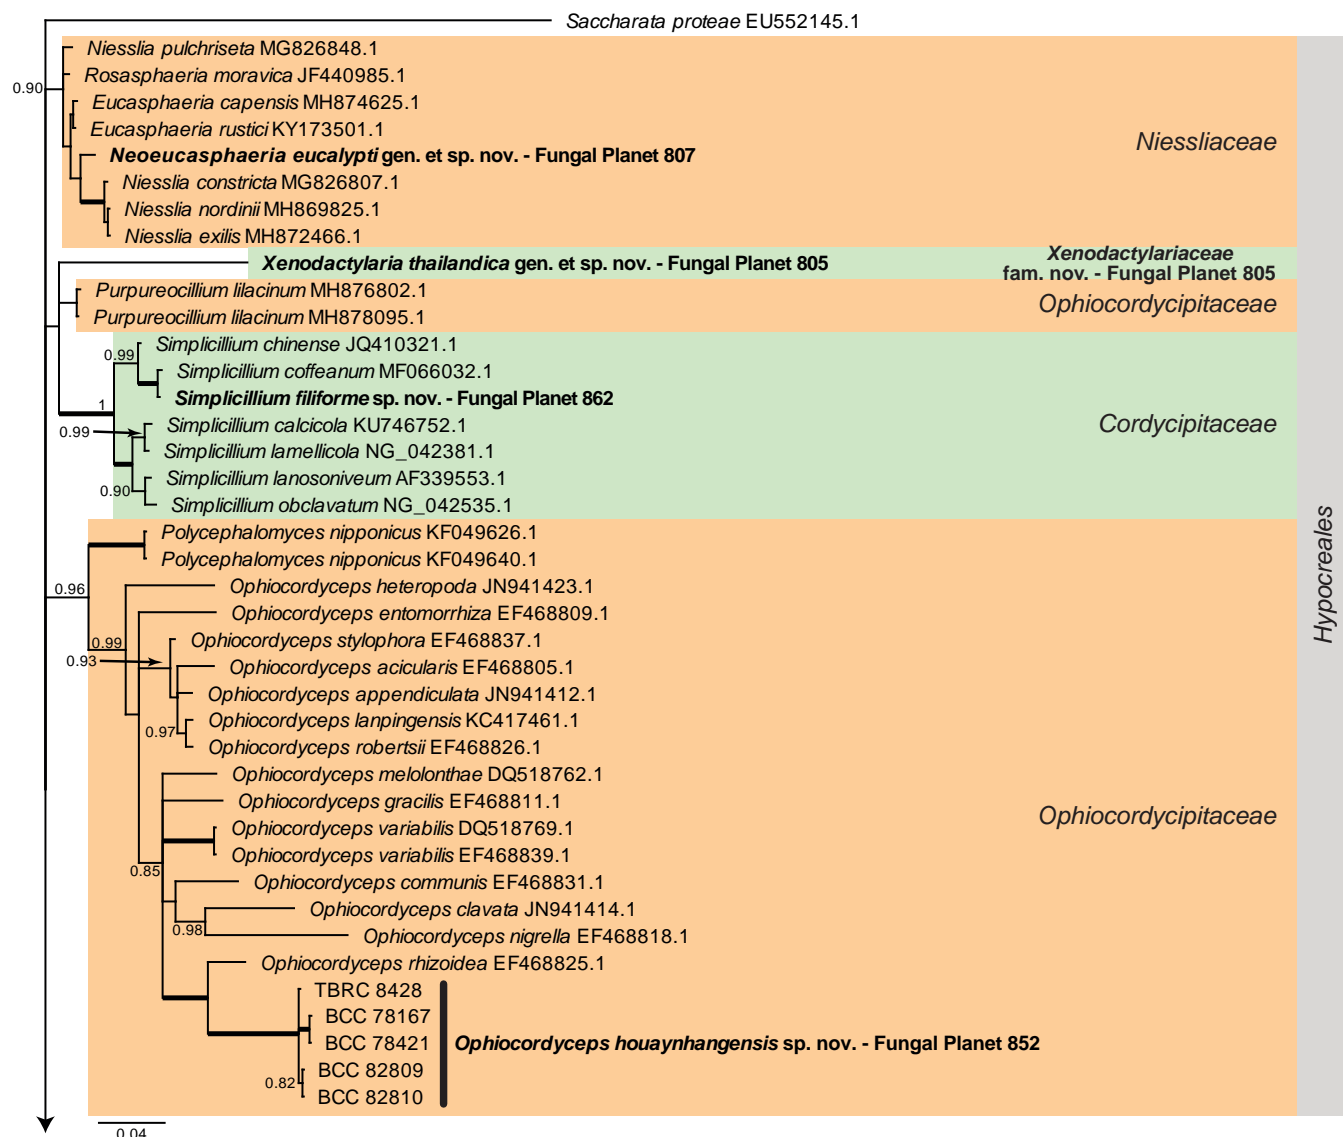 Saccharata proteae EU552145.1
Niesslia pulchriseta MG826848.1
0.90
Rosasphaeria moravica JF440985.1
Eucasphaeria capensis MH874625.1
Eucasphaeria rustici KY173501.1
Niessliaceae
Neoeucasphaeria eucalypti gen. et sp. nov. - Fungal Planet 807
Niesslia constricta MG826807.1
Niesslia nordinii MH869825.1
Niesslia exilis MH872466.1
Xenodactylaria thailandica gen. et sp. nov. - Fungal Planet 805
Xenodactylariaceae
fam. nov. - Fungal Planet 805
Purpureocillium lilacinum MH876802.1
Purpureocillium lilacinum MH878095.1
Ophiocordycipitaceae
Simplicillium chinense JQ410321.1
0.99
Simplicillium coffeanum MF066032.1
Simplicillium filiforme sp. nov. - Fungal Planet 862
1
Simplicillium calcicola KU746752.1
0.99
Cordycipitaceae
Simplicillium lamellicola NG_042381.1
Simplicillium lanosoniveum AF339553.1
0.90
Simplicillium obclavatum NG_042535.1
Polycephalomyces nipponicus KF049626.1
Polycephalomyces nipponicus KF049640.1
Hypocreales
0.96
Ophiocordyceps heteropoda JN941423.1
Ophiocordyceps entomorrhiza EF468809.1
0.99
Ophiocordyceps stylophora EF468837.1
0.93
Ophiocordyceps acicularis EF468805.1
Ophiocordyceps appendiculata JN941412.1
Ophiocordyceps lanpingensis KC417461.1
0.97
Ophiocordyceps robertsii EF468826.1
Ophiocordyceps melolonthae DQ518762.1
Ophiocordyceps gracilis EF468811.1
Ophiocordycipitaceae
Ophiocordyceps variabilis DQ518769.1
Ophiocordyceps variabilis EF468839.1
0.85
Ophiocordyceps communis EF468831.1
Ophiocordyceps clavata JN941414.1
0.98
Ophiocordyceps nigrella EF468818.1
Ophiocordyceps rhizoidea EF468825.1
TBRC 8428
BCC 78167
BCC 78421
Ophiocordyceps houaynhangensis sp. nov. - Fungal Planet 852
BCC 82809
0.82
BCC 82810
0.04